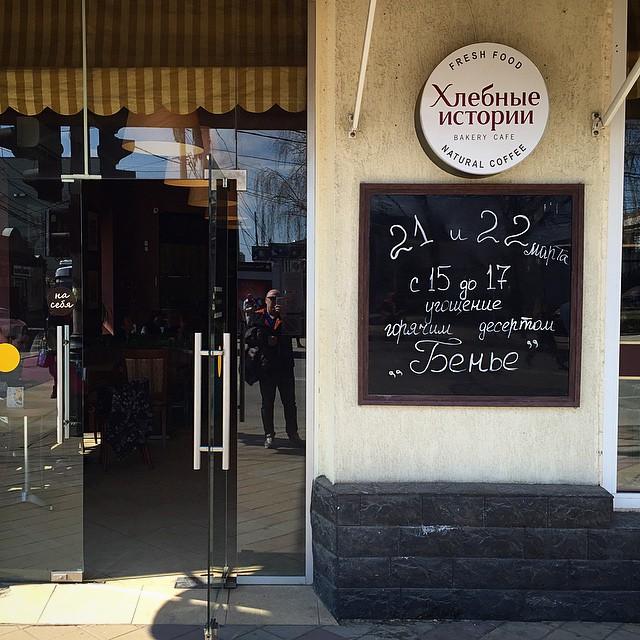 FRESH FOOD
Хлебные
истории
BAKERY CAFE
NATURAL COFFEE
21 и 22
марта
с 15 до 17
угощение
горячим десертом
„Бенье”
на
себя